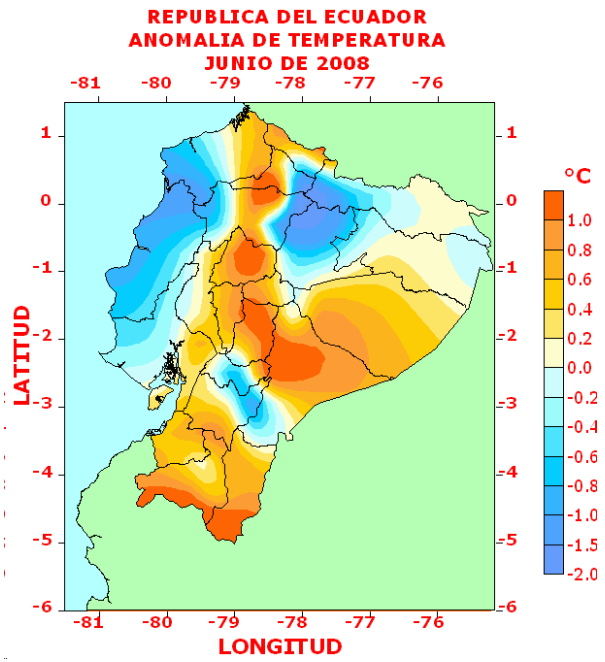 REPUBLICA DEL ECUADOR
ANOMALIA DE TEMPERATURA
JUNIO DE 2008
-81 -80 -79 -78 -77 -76
1 1
0 0
-1 -1
-2 -2
-3 -3
-4 -4
-5 -5
-6 -6
LATITUD
-81 -80 -79 -78 -77 -76
LONGITUD
°C
1.0
0.8
0.6
0.4
0.2
0.0
-0.2
-0.4
-0.6
-0.8
-1.0
-1.5
-2.0